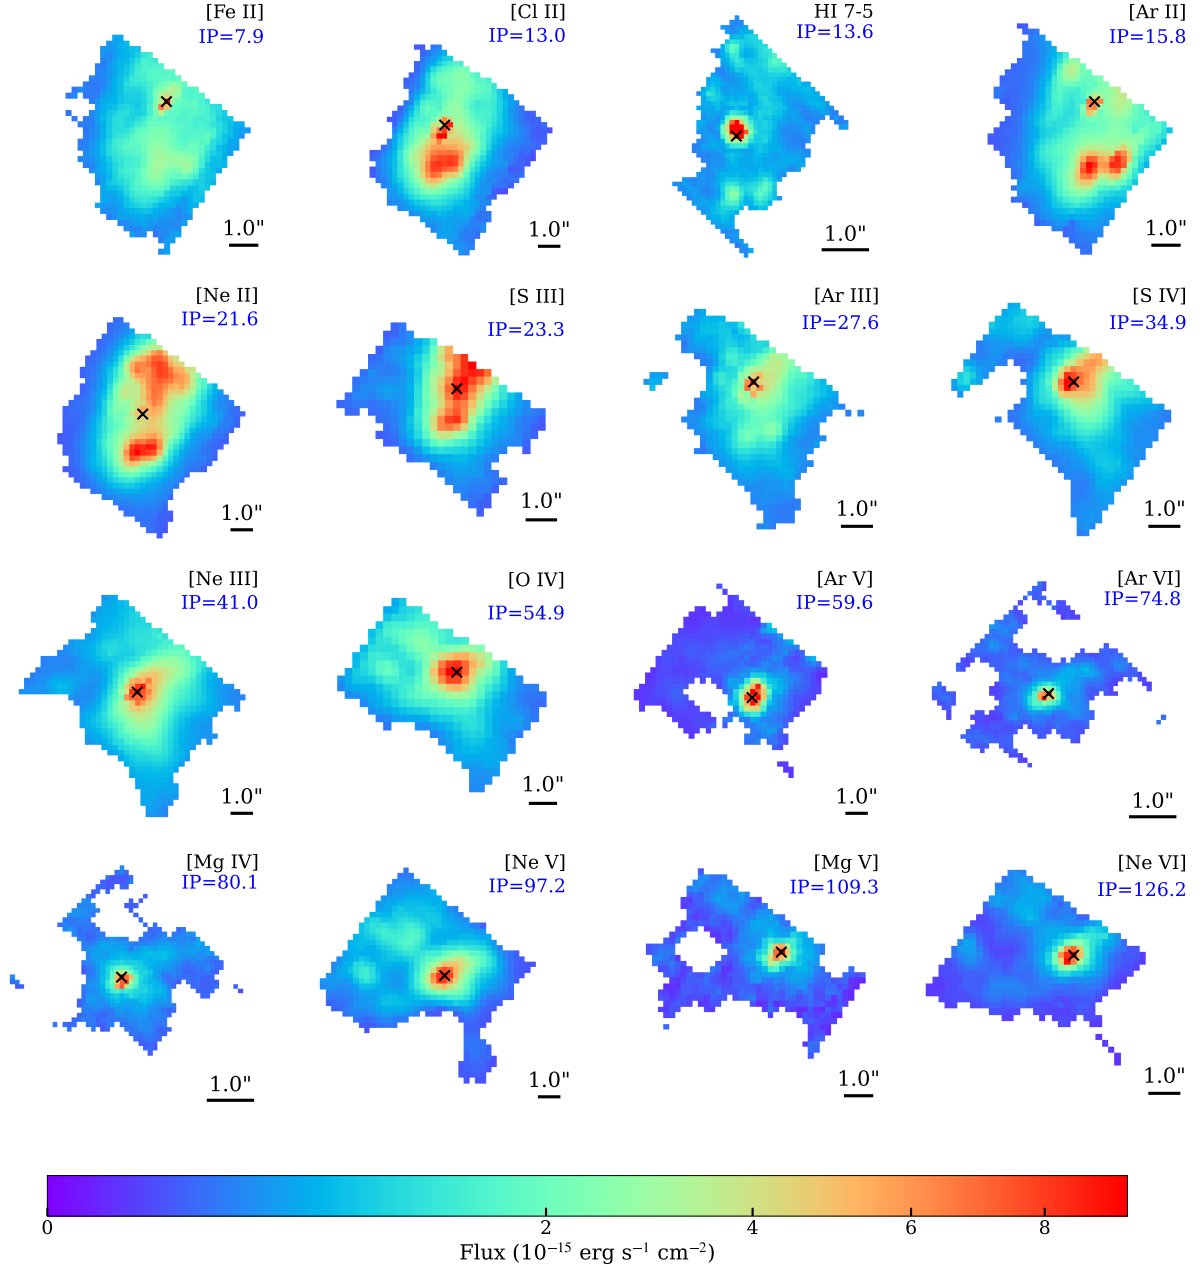 [Fe II] [Cl II] HI 7-5 [Ar II]
IP=7.9 IP=13.0 IP=13.6 IP=15.8
1.0" 1.0" 1.0" 1.0"
[Ne II] [S III] [Ar III] [S IV]
IP=21.6 IP=23.3 IP=27.6 IP=34.9
1.0" 1.0" 1.0" 1.0"
[Ne III] [O IV] [Ar V] [Ar VI]
IP=41.0 IP=54.9 IP=59.6 IP=74.8
1.0" 1.0" 1.0" 1.0"
[Mg IV] [Ne V] [Mg V] [Ne VI]
IP=80.1 IP=97.2 IP=109.3 IP=126.2
1.0" 1.0" 1.0" 1.0"
0 2 4 6 8
Flux (10⁻¹⁵ erg s⁻¹ cm⁻²)